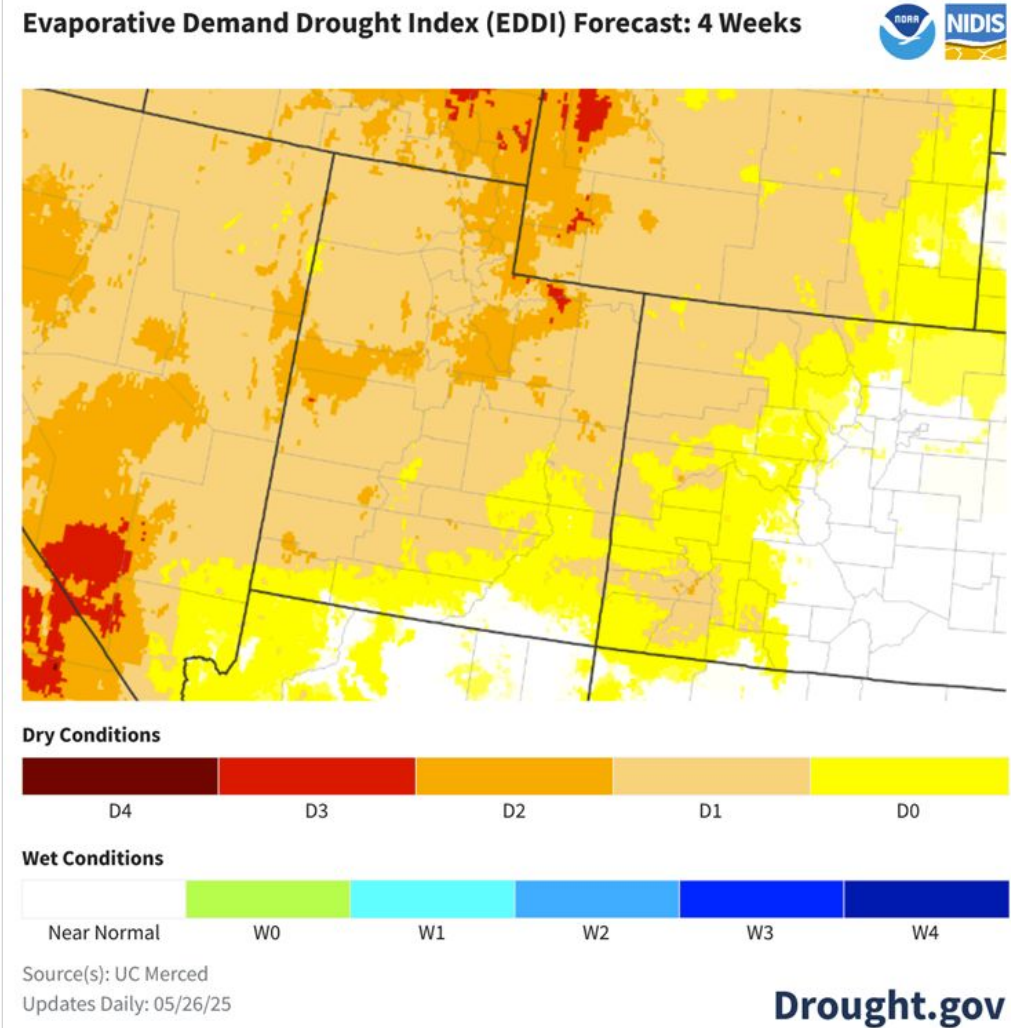 Evaporative Demand Drought Index (EDDI) Forecast: 4 Weeks
NOAA
NIDIS
Dry Conditions
D4 D3 D2 D1 D0
Wet Conditions
Near Normal W0 W1 W2 W3 W4
Source(s): UC Merced
Updates Daily: 05/26/25
Drought.gov